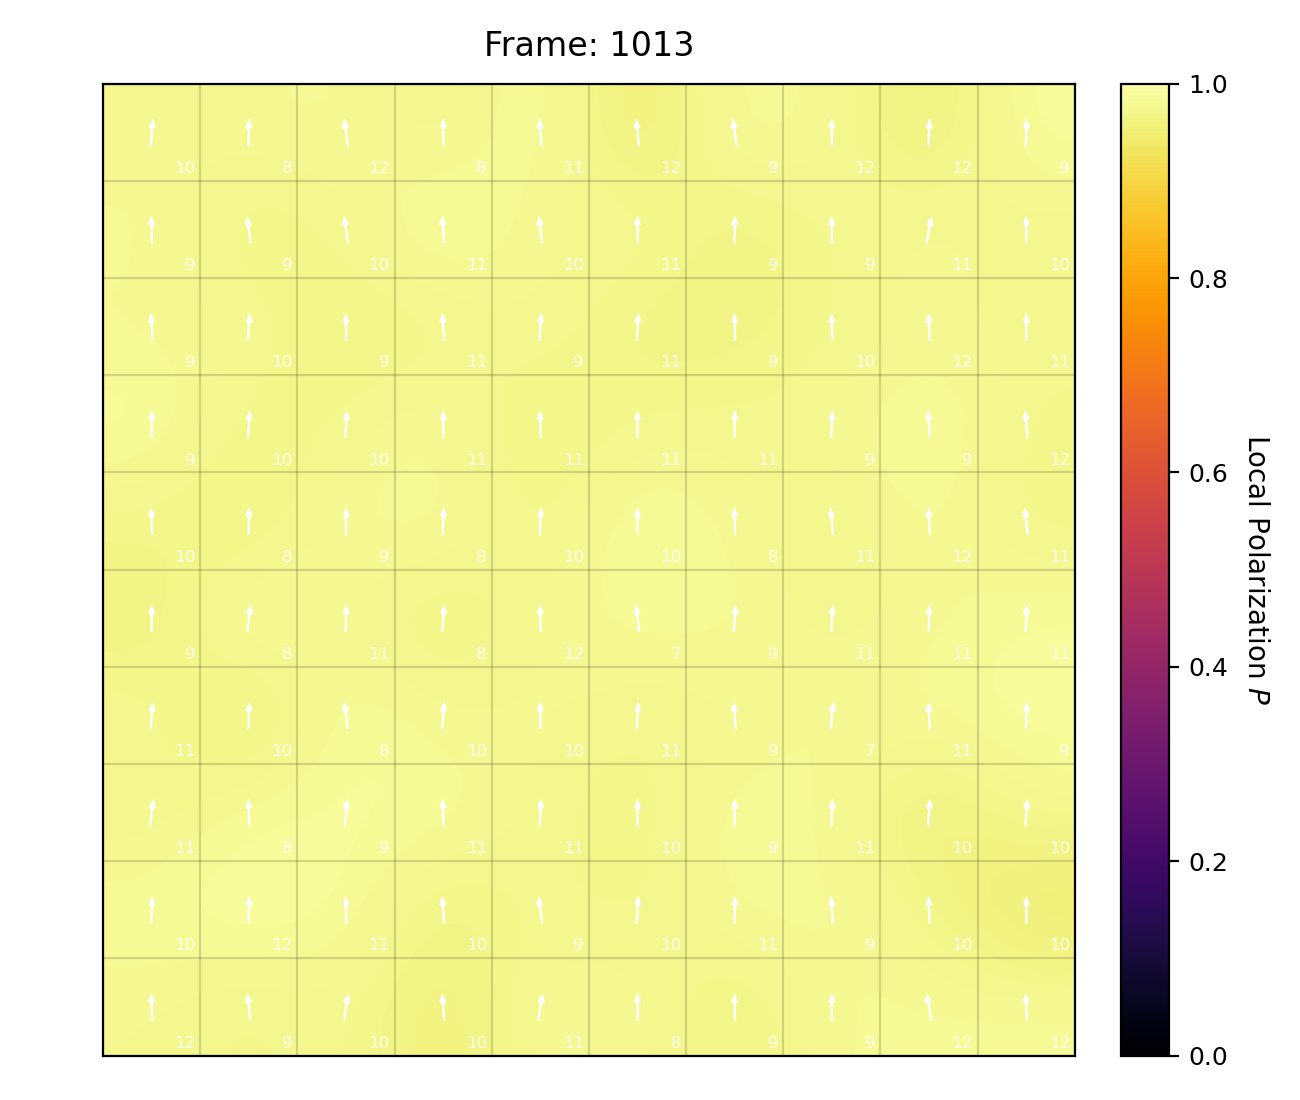 Frame: 1013
10 8 12 8 11 12 9 12 12 9
9 9 10 11 10 11 9 9 11 10
9 10 9 11 9 11 9 10 12 11
9 10 10 11 11 11 11 9 9 12
10 8 9 8 10 10 8 11 12 11
9 8 11 8 12 7 9 11 11 11
11 10 8 10 10 11 9 7 11 9
11 8 9 11 11 10 9 11 10 10
10 12 11 10 9 10 11 9 10 10
12 9 10 10 11 8 9 9 12 12
1.0
0.8
0.6
0.4
0.2
0.0
Local Polarization P